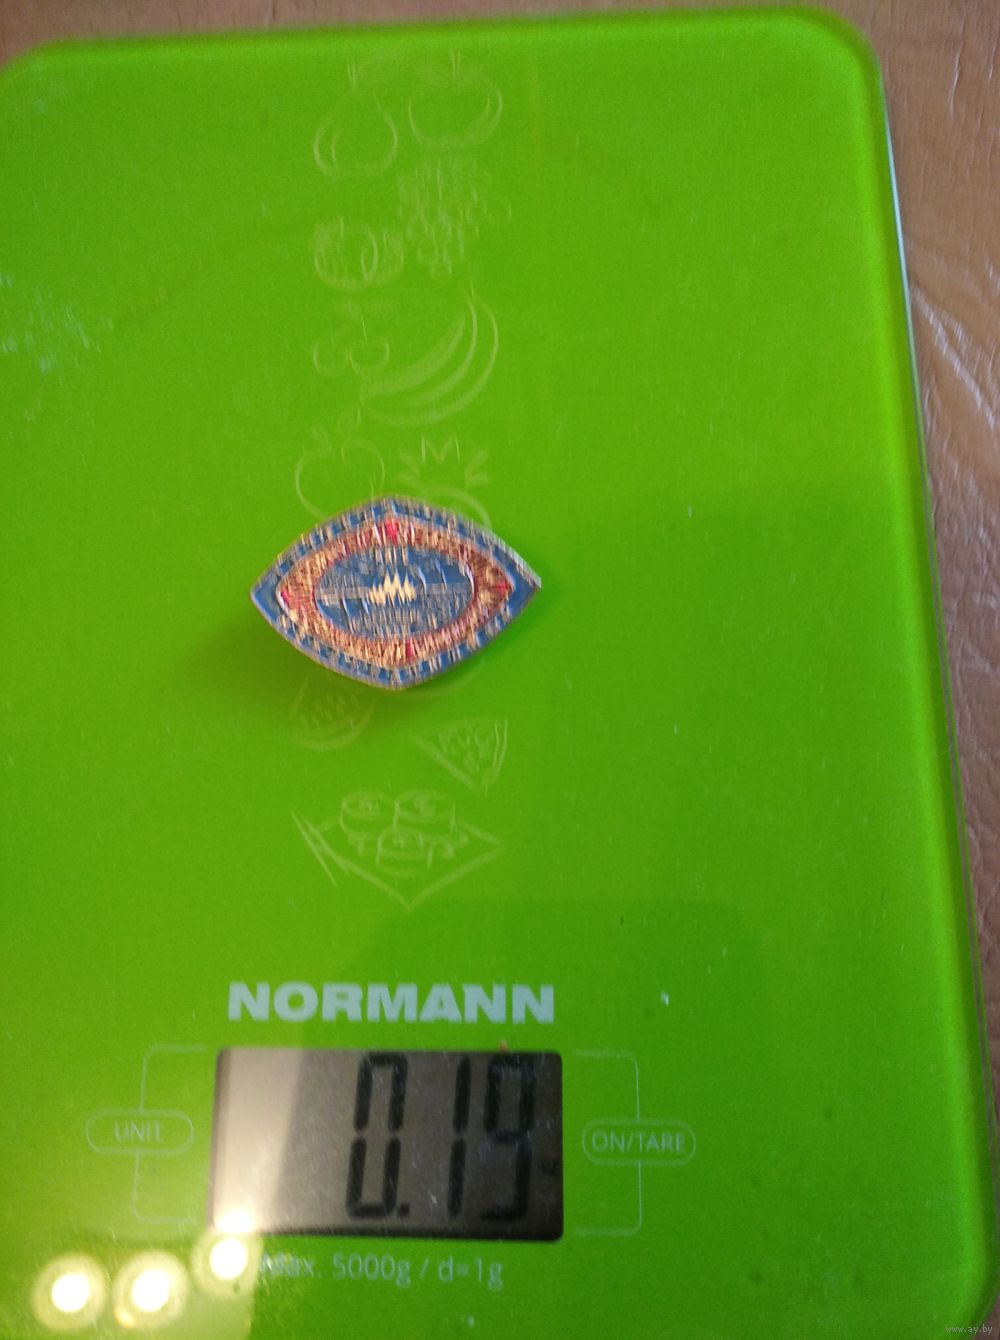 NORMANN
0.19
UNIT
ON/TARE
Max. 5000g / d=1g
www.ay.by